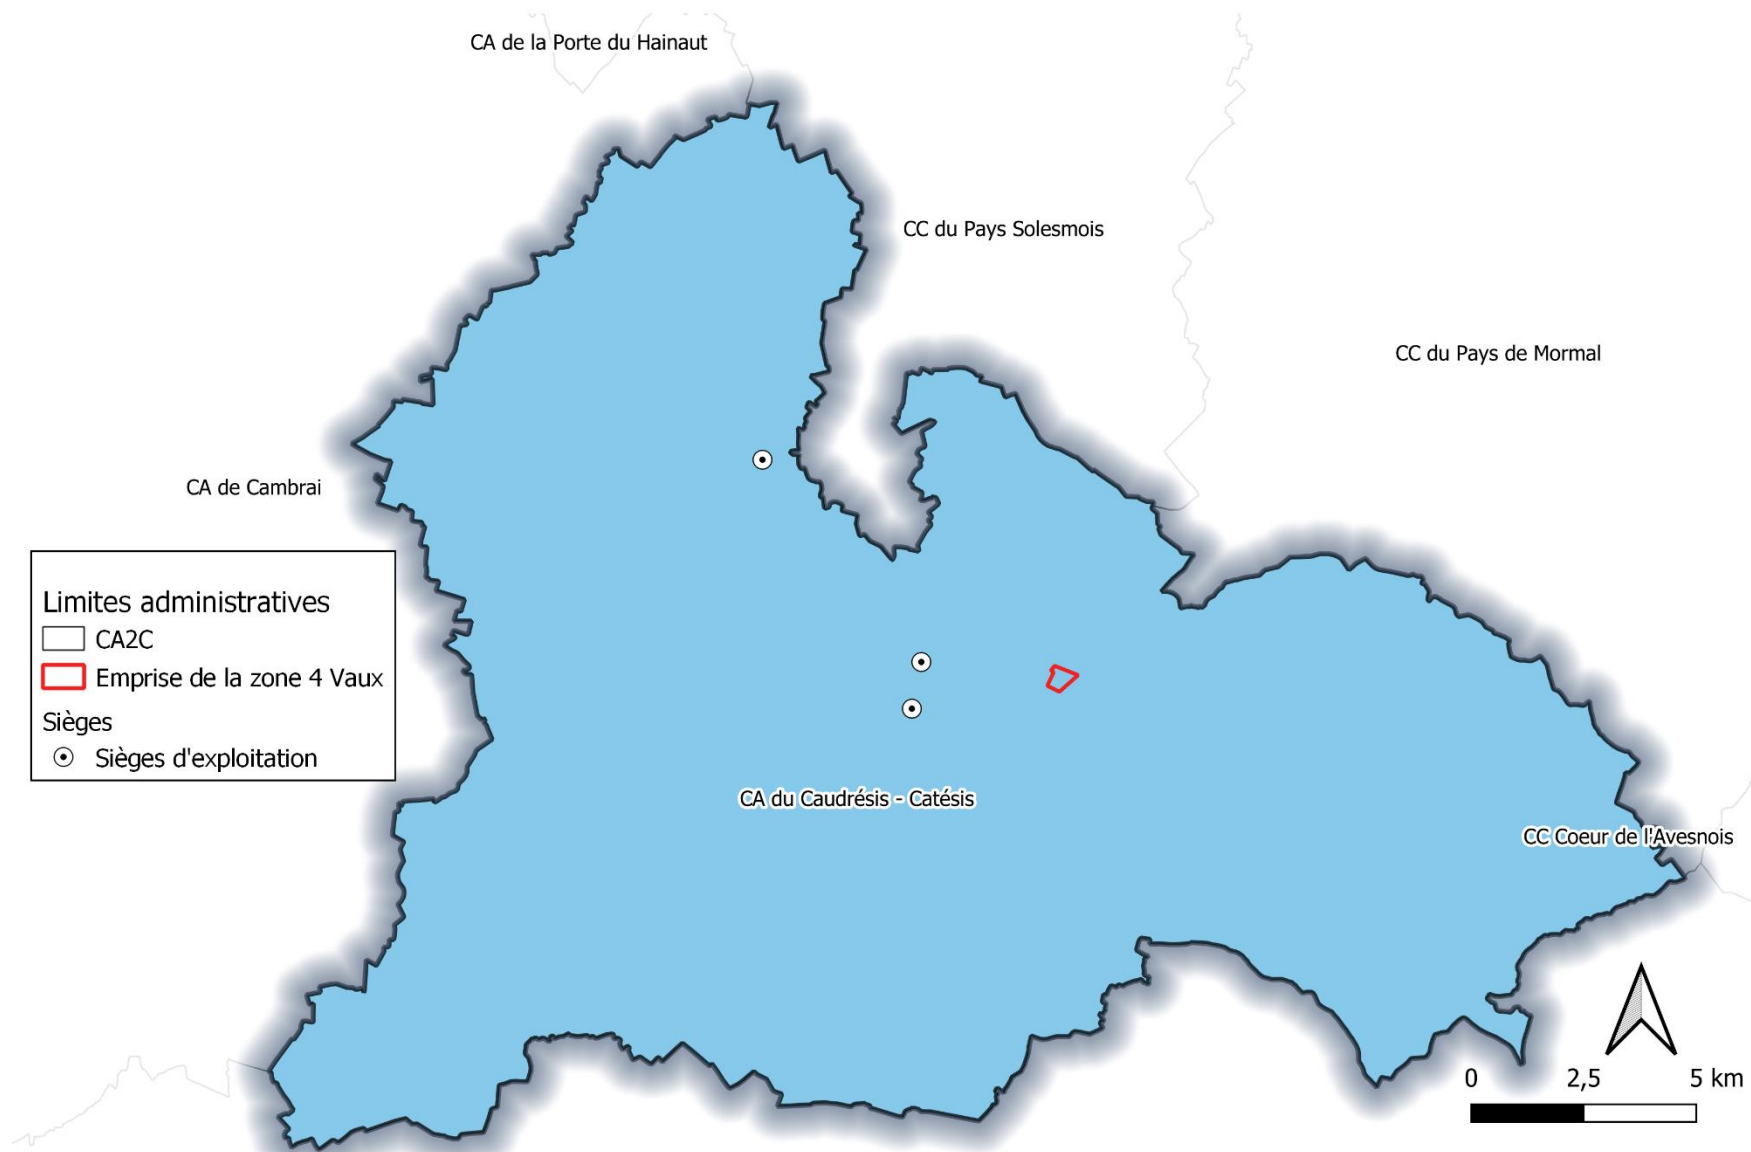 CA de la Porte du Hainaut
CC du Pays Solesmois
CC du Pays de Mormal
CA de Cambrai
Limites administratives
CA2C
Emprise de la zone 4 Vaux
Sièges
Sièges d'exploitation
CA du Caudrésis - Catésis
CC Coeur de l'Avesnois
0 2,5 5 km